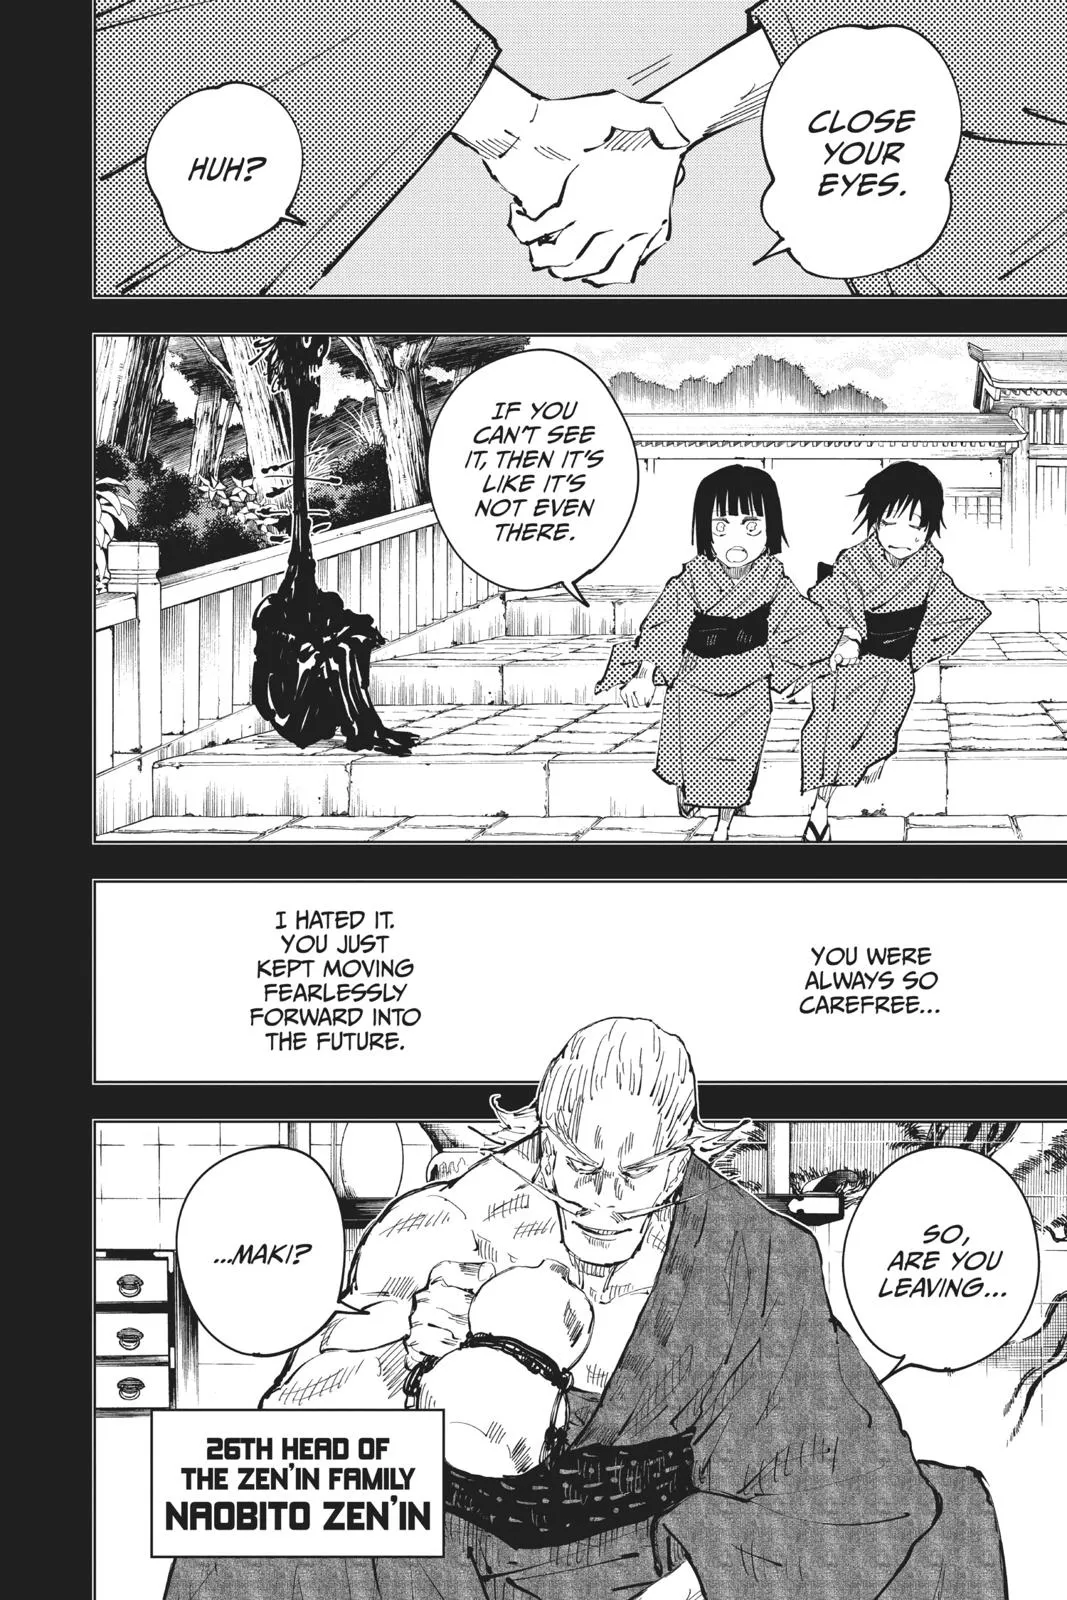 CLOSE
YOUR
EYES.
HUH?
IF YOU
CAN'T SEE
IT, THEN IT'S
LIKE IT'S
NOT EVEN
THERE.
YOU WERE
ALWAYS SO
CAREFREE...
I HATED IT.
YOU JUST
KEPT MOVING
FEARLESSLY
FORWARD INTO
THE FUTURE.
SO,
ARE YOU
LEAVING...
...MAKI?
26TH HEAD OF
THE ZEN'IN FAMILY
NAOBITO ZEN'IN